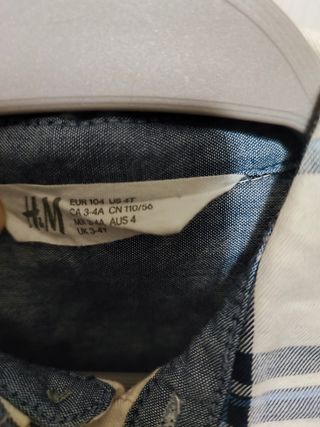 H&M
EUR 104 US 4T
CA 3-4A CN 110/56
MX 3-4A AUS 4
UK 3-4Y